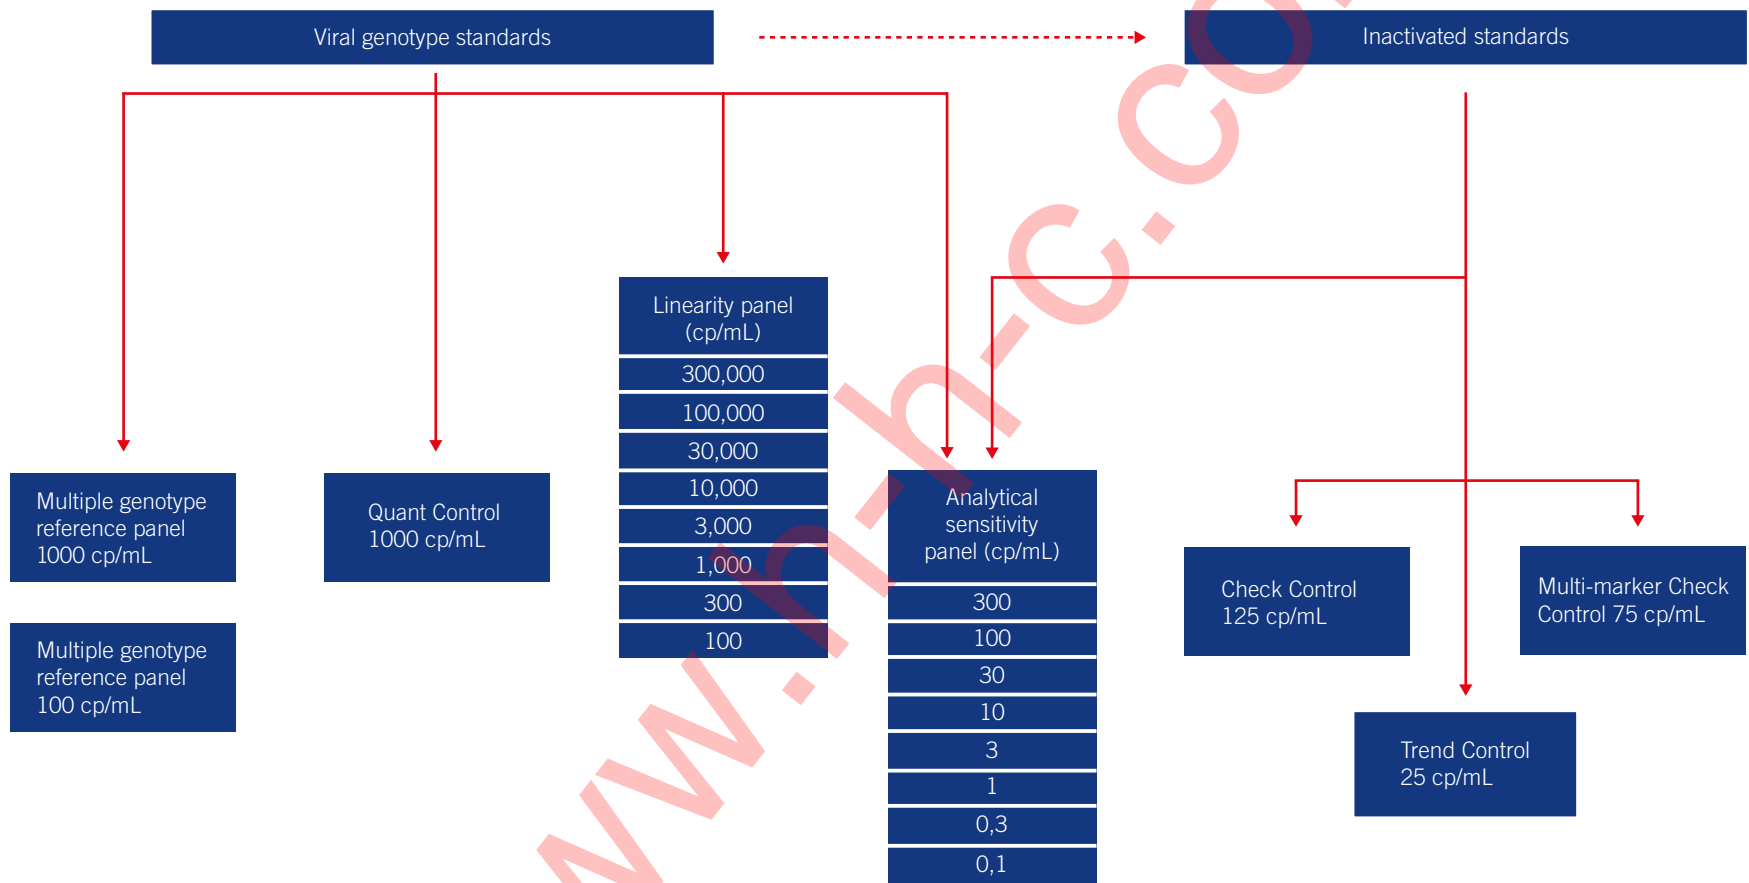 Viral genotype standards
Inactivated standards
Linearity panel
(cp/mL)
300,000
100,000
30,000
10,000
3,000
1,000
300
100
Multiple genotype
reference panel
1000 cp/mL
Quant Control
1000 cp/mL
Analytical
sensitivity
panel (cp/mL)
300
100
30
10
3
1
0,3
0,1
Check Control
125 cp/mL
Multi-marker Check
Control 75 cp/mL
Multiple genotype
reference panel
100 cp/mL
Trend Control
25 cp/mL
www.h-h-c.com